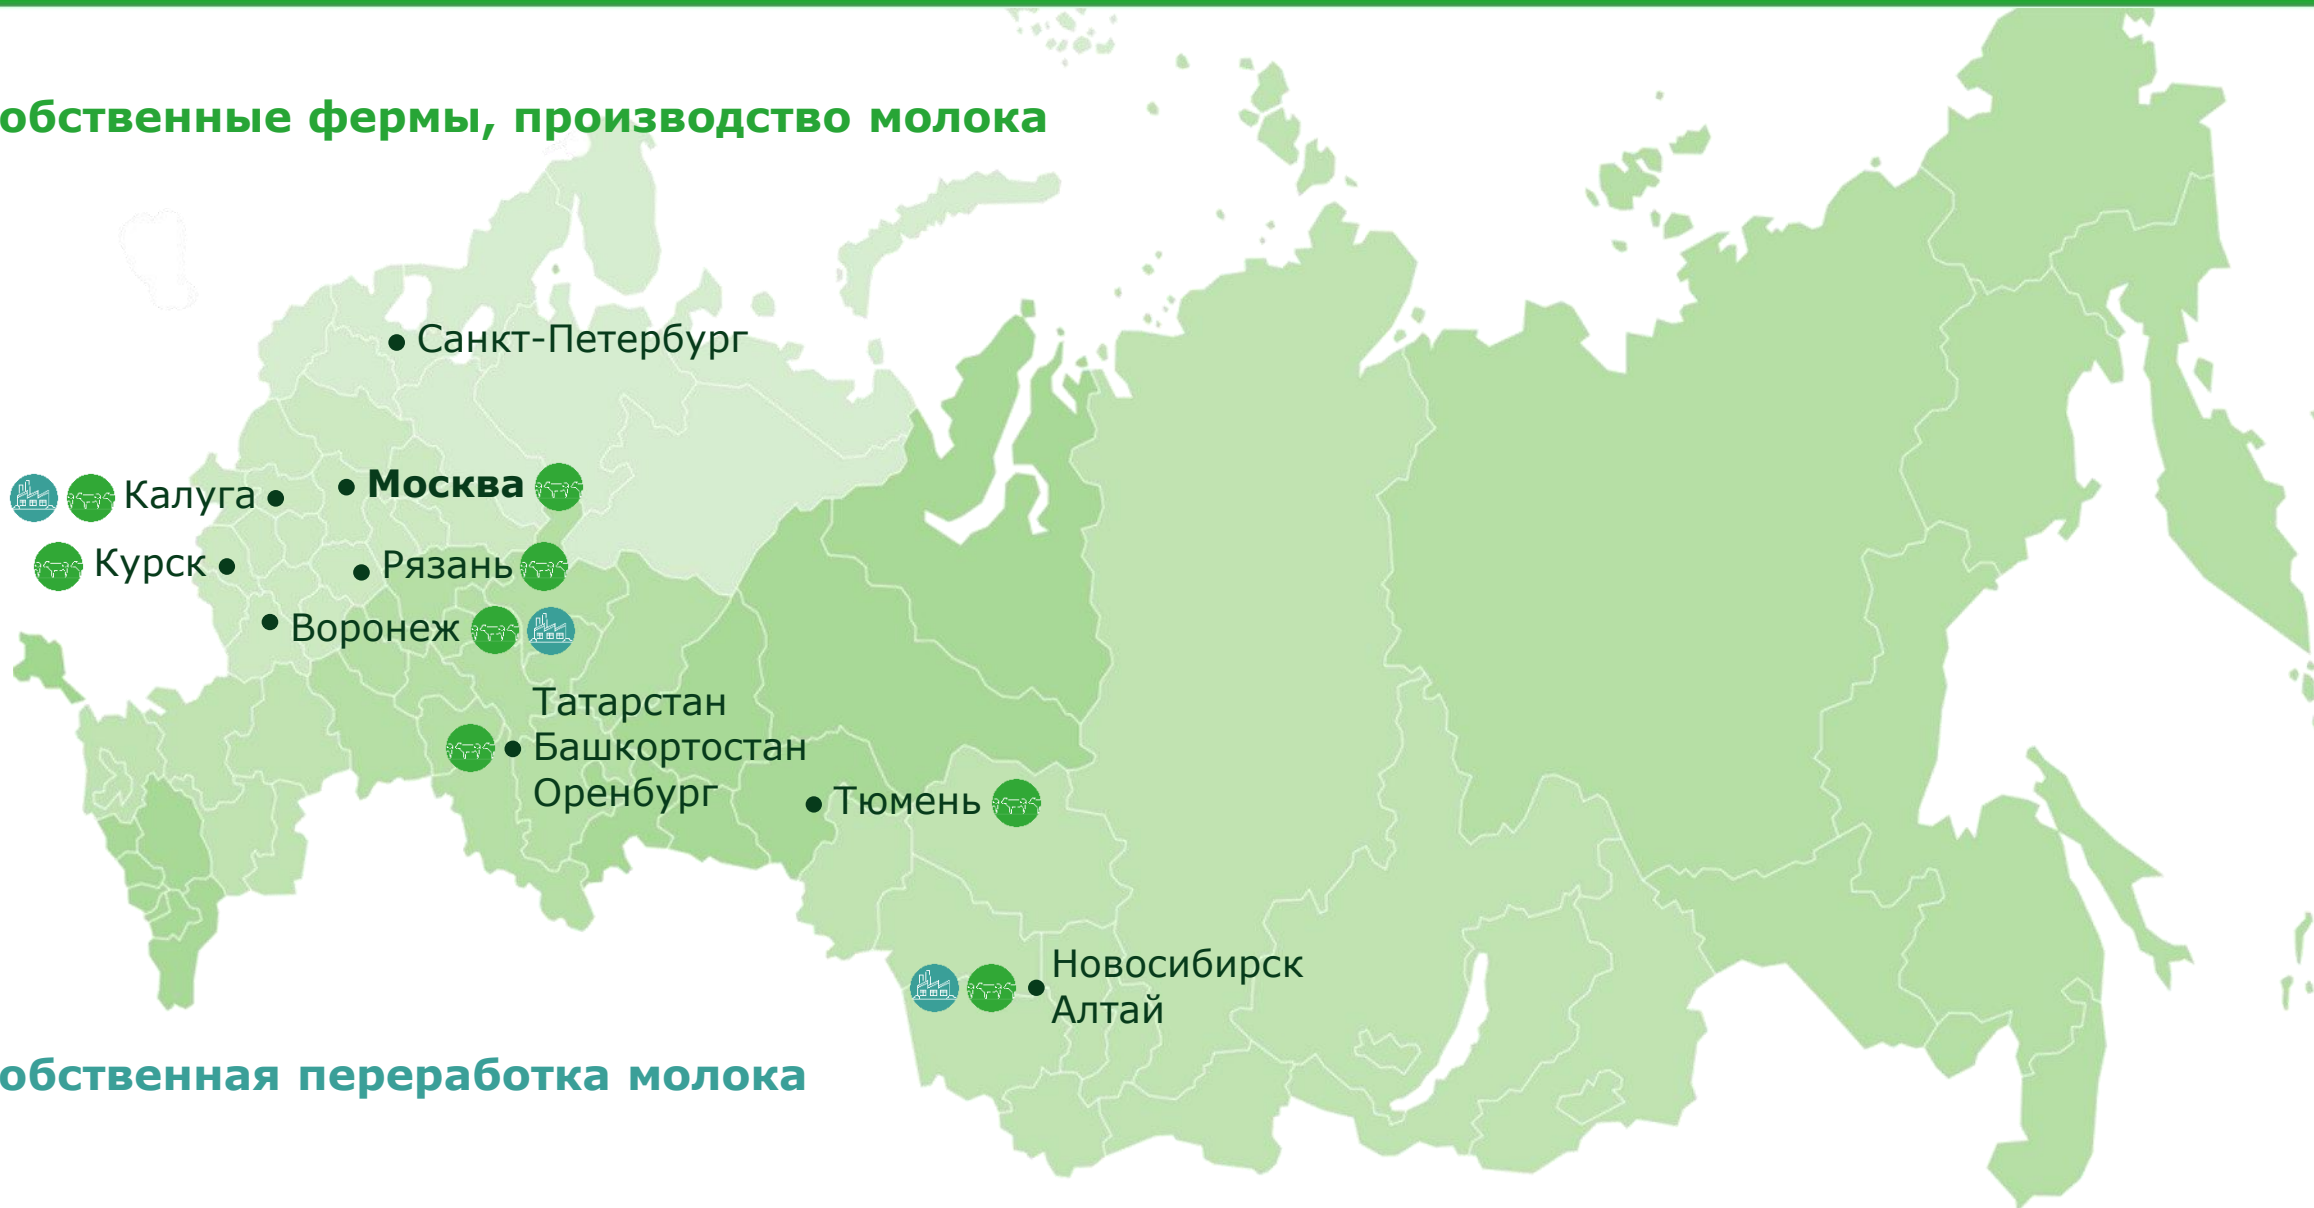 обственные фермы, производство молока
Санкт-Петербург
Калуга
Москва
Курск
Рязань
Воронеж
Татарстан
Башкортостан
Оренбург
Тюмень
Новосибирск
Алтай
обственная переработка молока